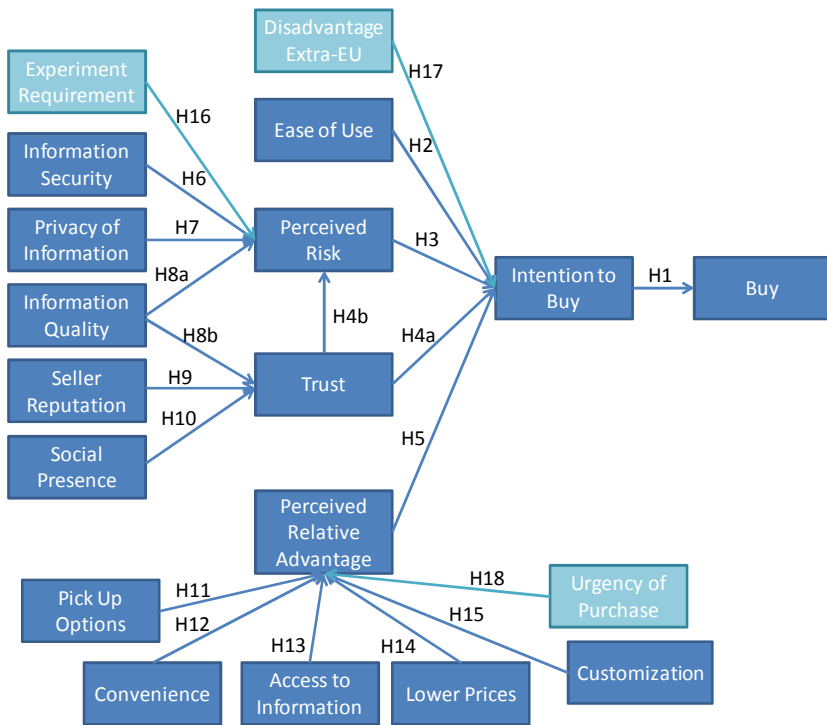 Disadvantage
Extra-EU
Experiment
Requirement
H17
H16
Ease of Use
H2
Information
Security
H6
Privacy of
Information
H7
Perceived
Risk
H3
Intention to
Buy
H1
Buy
H8a
Information
Quality
H4b
H8b
H4a
Seller
Reputation
H9
Trust
H10
Social
Presence
H5
Perceived
Relative
Advantage
H18
Urgency of
Purchase
H11
Pick Up
Options
H12
H15
H13
H14
Convenience
Access to
Information
Lower Prices
Customization